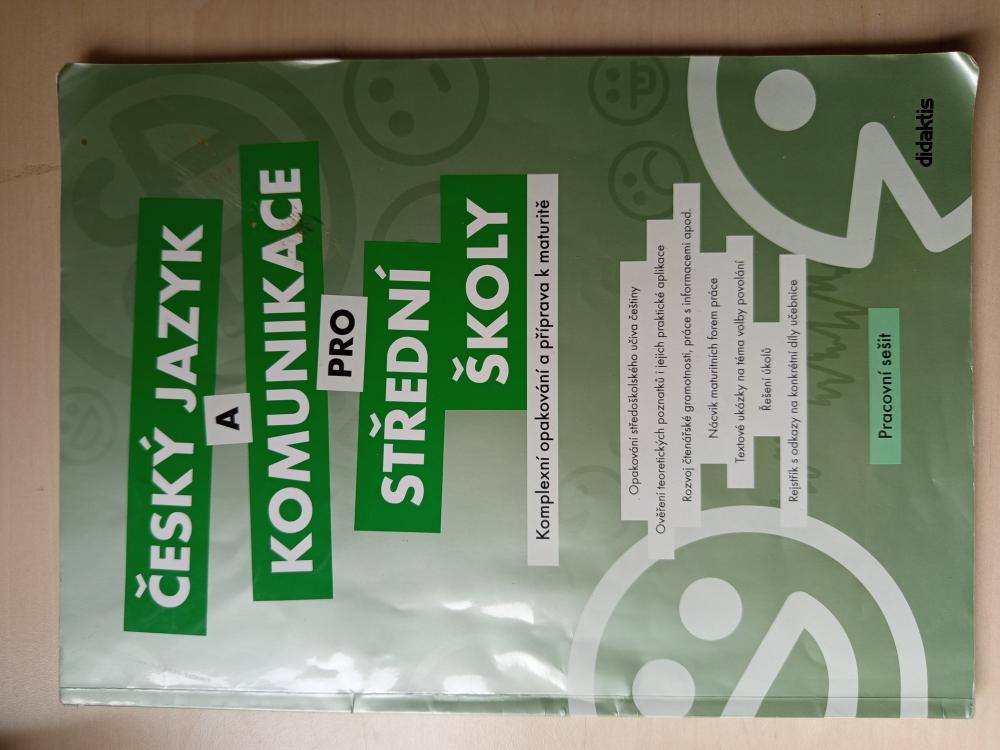 ČESKÝ JAZYK
A
KOMUNIKACE
PRO
STŘEDNÍ
ŠKOLY
Komplexní opakování a příprava k maturitě
Opakování středoškolského učiva češtiny
Ověření teoretických poznatků i jejich praktické aplikace
Rozvoj čtenářské gramotnosti, práce s informacemi apod.
Nácvik maturitních forem práce
Textové ukázky na téma volby povolání
Řešení úkolů
Rejstřík s odkazy na konkrétní díly učebnice
Pracovní sešit
didaktis